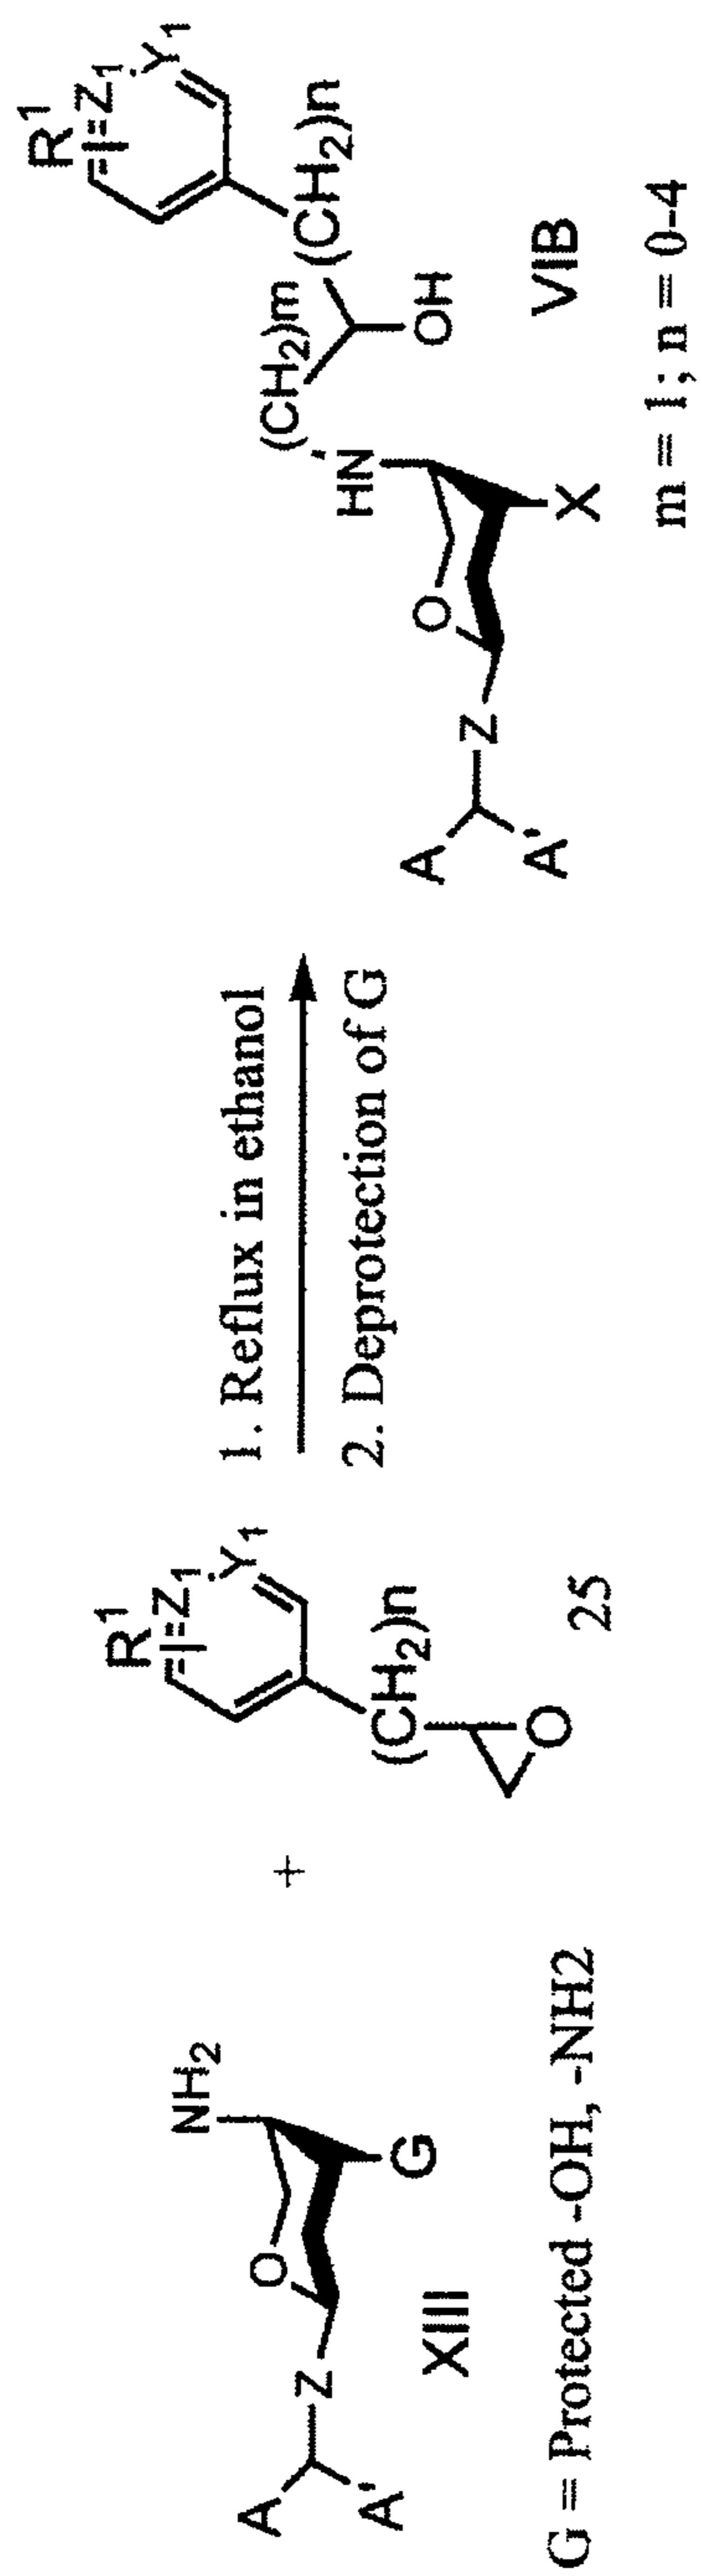 A
A'
Z
O
NH2
G
XIII
G = Protected -OH, -NH2
+
R1
Z1
Y1
(CH2)n
O
25
1. Reflux in ethanol
2. Deprotection of G
A
A'
Z
O
HN
X
(CH2)m
OH
(CH2)n
R1
Z1
Y1
VIB
m = 1; n = 0-4